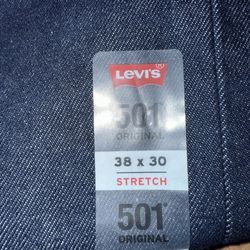 LEVI'S®
501®
ORIGINAL
38 x 30
STRETCH
501®
ORIGINAL